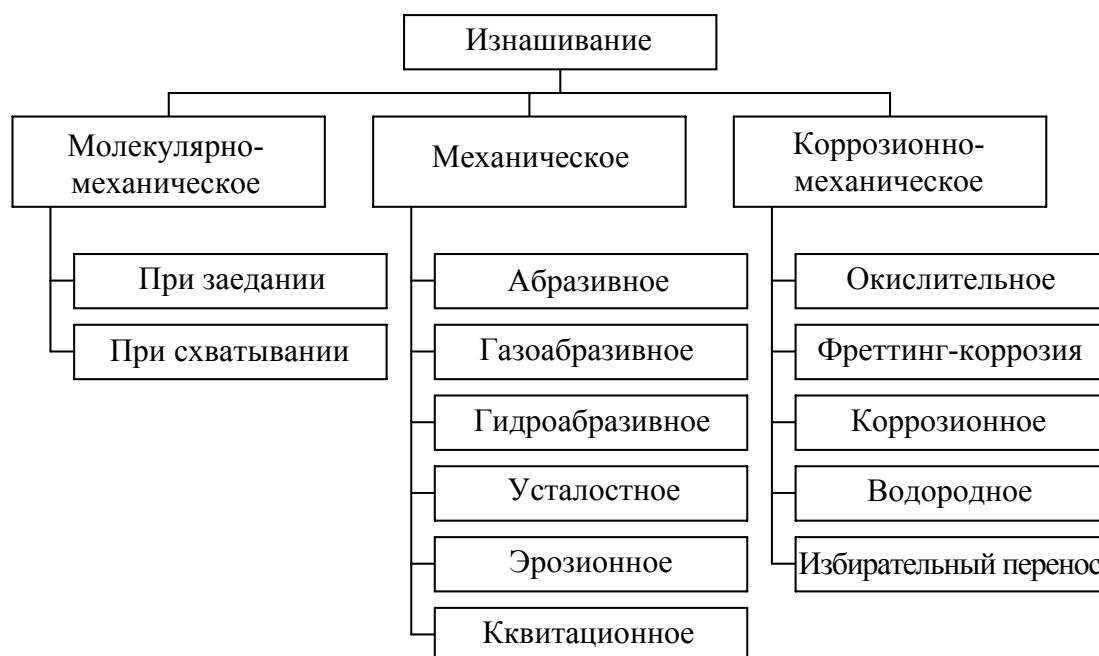 Изнашивание
Молекулярно-
механическое
Механическое
Коррозионно-
механическое
При заедании
При схватывании
Абразивное
Газоабразивное
Гидроабразивное
Усталостное
Эрозионное
Кквитационное
Окислительное
Фреттинг-коррозия
Коррозионное
Водородное
Избирательный перенос